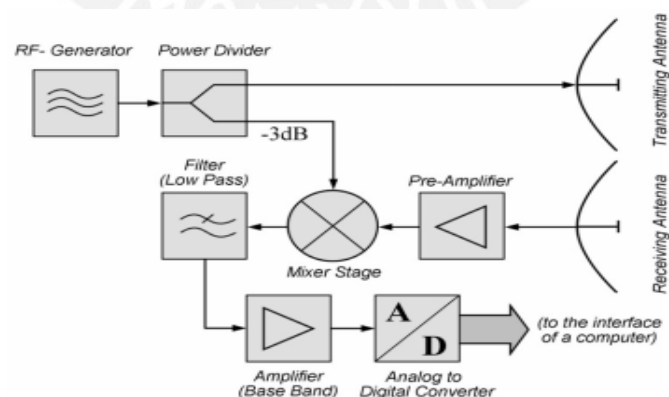 RF- Generator
Power Divider
Transmitting Antenna
-3dB
Filter
(Low Pass)
Pre-Amplifier
Mixer Stage
Receiving Antenna
A
D
(to the interface
of a computer)
Amplifier
(Base Band)
Analog to
Digital Converter